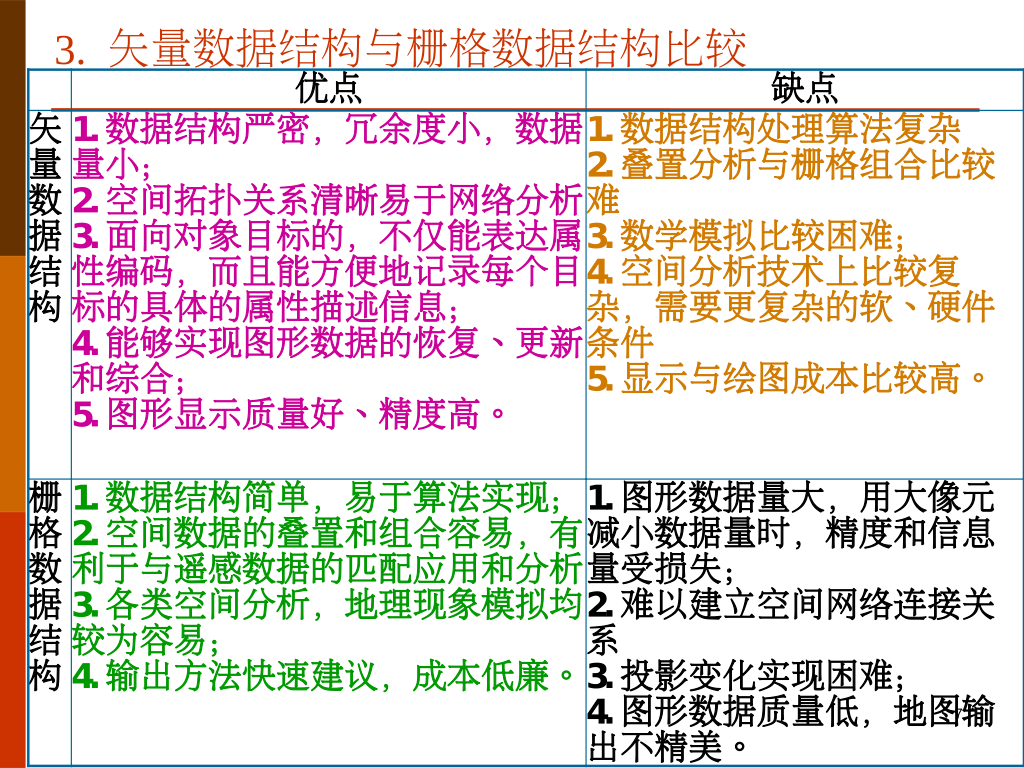 3. 矢量数据结构与栅格数据结构比较
优点
缺点
矢
量
数
据
结
构
1. 数据结构严密，冗余度小，数据
量小；
2. 空间拓扑关系清晰易于网络分析
3. 面向对象目标的，不仅能表达属
性编码，而且能方便地记录每个目
标的具体的属性描述信息；
4. 能够实现图形数据的恢复、更新
和综合；
5. 图形显示质量好、精度高。
1. 数据结构处理算法复杂
2. 叠置分析与栅格组合比较
难
3. 数学模拟比较困难；
4. 空间分析技术上比较复
杂，需要更复杂的软、硬件
条件
5. 显示与绘图成本比较高。
栅
格
数
据
结
构
1. 数据结构简单，易于算法实现；
2. 空间数据的叠置和组合容易，有
利于与遥感数据的匹配应用和分析
3. 各类空间分析，地理现象模拟均
较为容易；
4. 输出方法快速建议，成本低廉。
1. 图形数据量大，用大像元
减小数据量时，精度和信息
量受损失；
2. 难以建立空间网络连接关
系
3. 投影变化实现困难；
4. 图形数据质量低，地图输
出不精美。